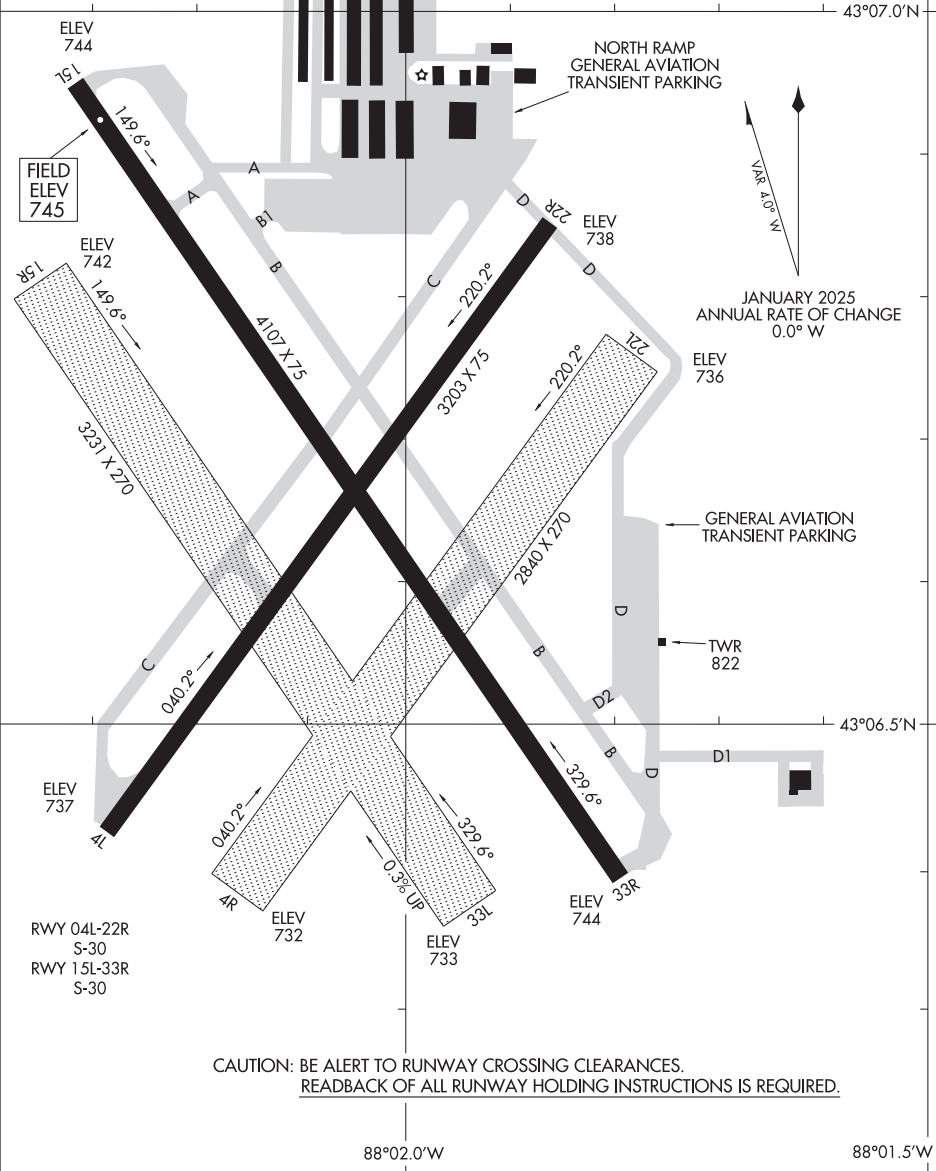 43°07.0'N
ELEV
744
15L
NORTH RAMP
GENERAL AVIATION
TRANSIENT PARKING
149.6°
VAR 4.0° W
FIELD
ELEV
745
A
A
B1
D
22R
ELEV
738
ELEV
742
15R
149.6°
B
C
220.2°
D
JANUARY 2025
ANNUAL RATE OF CHANGE
0.0° W
4107 X 75
3203 X 75
220.2°
22L
ELEV
736
3231 X 270
2840 X 270
GENERAL AVIATION
TRANSIENT PARKING
D
TWR
822
C
040.2°
B
D2
43°06.5'N
B
D
D1
329.6°
ELEV
737
4L
040.2°
329.6°
0.3% UP
4R
ELEV
732
33L
ELEV
733
33R
ELEV
744
RWY 04L-22R
S-30
RWY 15L-33R
S-30
CAUTION: BE ALERT TO RUNWAY CROSSING CLEARANCES.
READBACK OF ALL RUNWAY HOLDING INSTRUCTIONS IS REQUIRED.
88°02.0'W
88°01.5'W